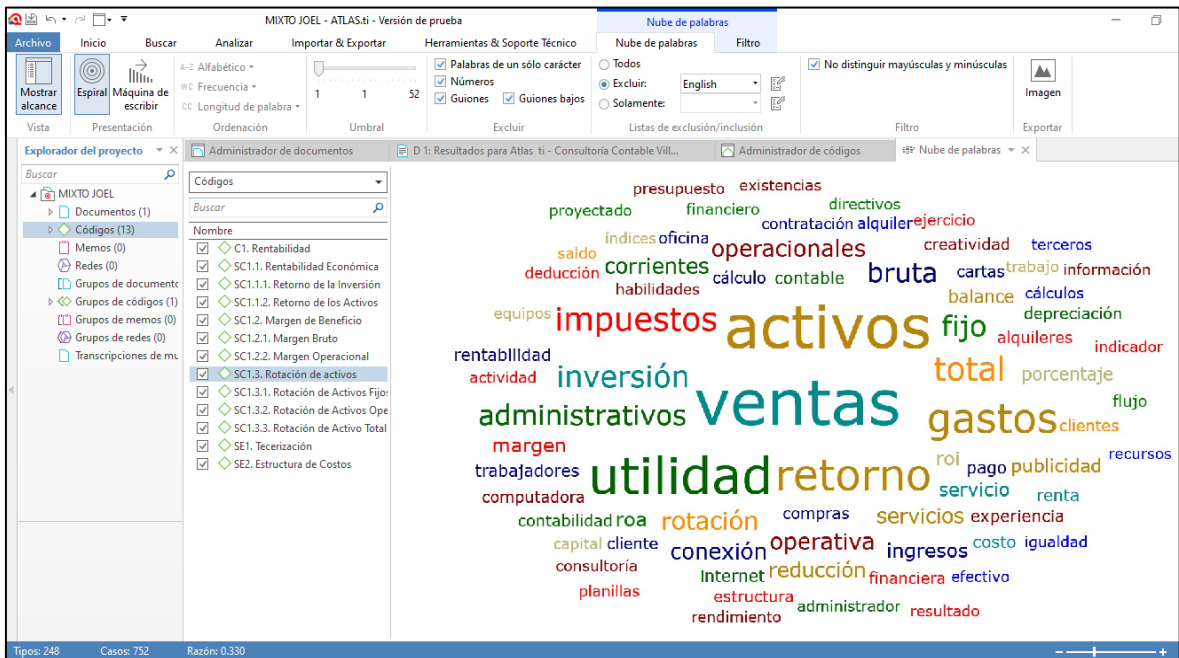 MIXTO JOEL - ATLAS.ti - Versión de prueba
Nube de palabras
Archivo Inicio Buscar Analizar Importar & Exportar Herramientas & Soporte Técnico Nube de palabras Filtro
Mostrar alcance
Espiral
Máquina de escribir
A-Z Alfabético
WC Frecuencia
CC Longitud de palabra
1 1 52
Palabras de un sólo carácter
Números
Guiones Guiones bajos
Todos
Excluir: English
Solamente:
No distinguir mayúsculas y minúsculas
Imagen
Vista Presentación Ordenación Umbral Excluir Listas de exclusión/inclusión Filtro Exportar
Explorador del proyecto
Administrador de documentos
D 1: Resultados para Atlas ti - Consultoría Contable Vill...
Administrador de códigos
Nube de palabras
Buscar
MIXTO JOEL
Documentos (1)
Códigos (13)
Memos (0)
Redes (0)
Grupos de documento
Grupos de códigos (1)
Grupos de memos (0)
Grupos de redes (0)
Transcripciones de mu
Códigos
Buscar
Nombre
C1. Rentabilidad
SC1.1. Rentabilidad Económica
SC1.1.1. Retorno de la Inversión
SC1.1.2. Retorno de los Activos
SC1.2. Margen de Beneficio
SC1.2.1. Margen Bruto
SC1.2.2. Margen Operacional
SC1.3. Rotación de activos
SC1.3.1. Rotación de Activos Fijos
SC1.3.2. Rotación de Activos Ope
SC1.3.3. Rotación de Activo Total
SE1. Tecerización
SE2. Estructura de Costos
presupuesto existencias
proyectado financiero directivos
contratación alquiler ejercicio
índices oficina operacionales creatividad terceros
saldo corrientes
deducción cálculo contable bruta cartas trabajo información
habilidades balance cálculos
equipos impuestos activos fijo depreciación
alquileres indicador
rentabilidad inversión total porcentaje
actividad ventas flujo
administrativos gastos clientes
margen recursos
trabajadores utilidad retorno roi pago publicidad
computadora servicio renta
contabilidad roa rotación compras servicios experiencia
capital cliente conexión operativa ingresos costo igualdad
consultoría Internet reducción financiera efectivo
planillas estructura
rendimiento administrador resultado
Tipos: 248 Casos: 752 Razón: 0.330